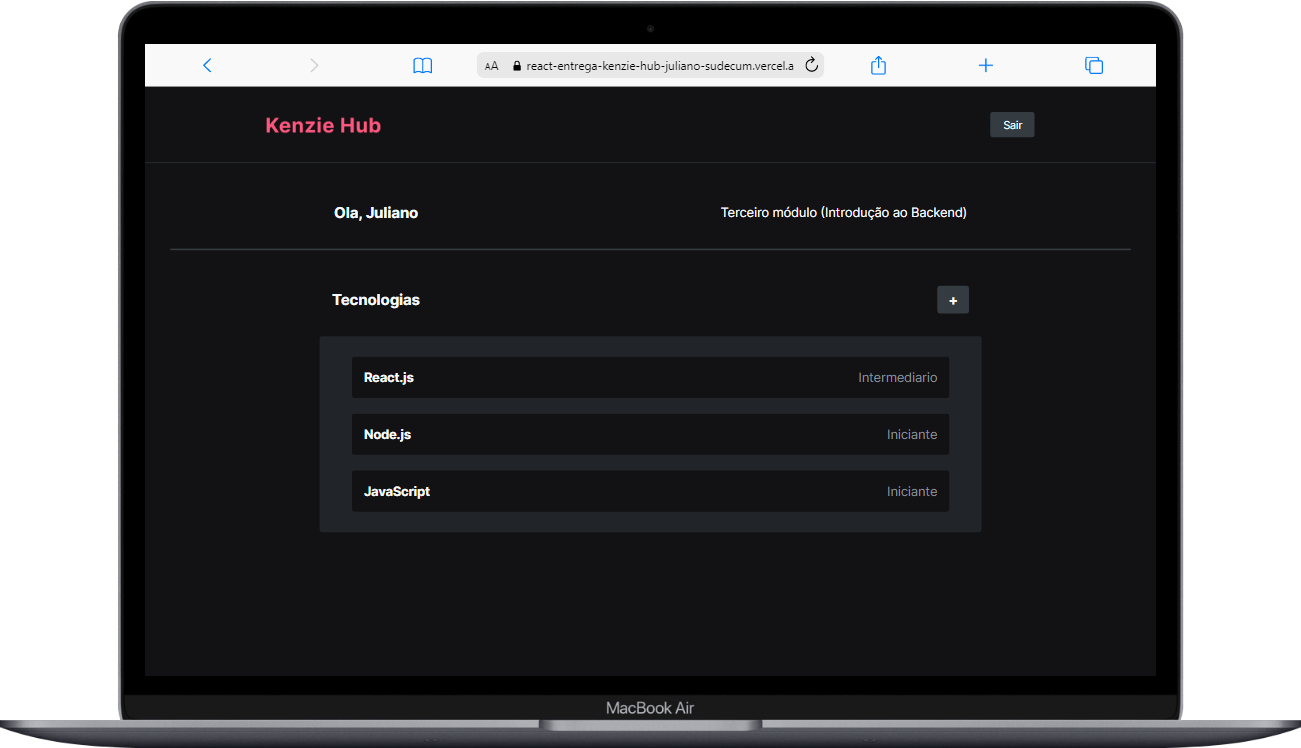 AA react-entrega-kenzie-hub-juliano-sudecum.vercel.a
Kenzie Hub Sair
Ola, Juliano Terceiro módulo (Introdução ao Backend)
Tecnologias +
React.js Intermediario
Node.js Iniciante
JavaScript Iniciante
MacBook Air